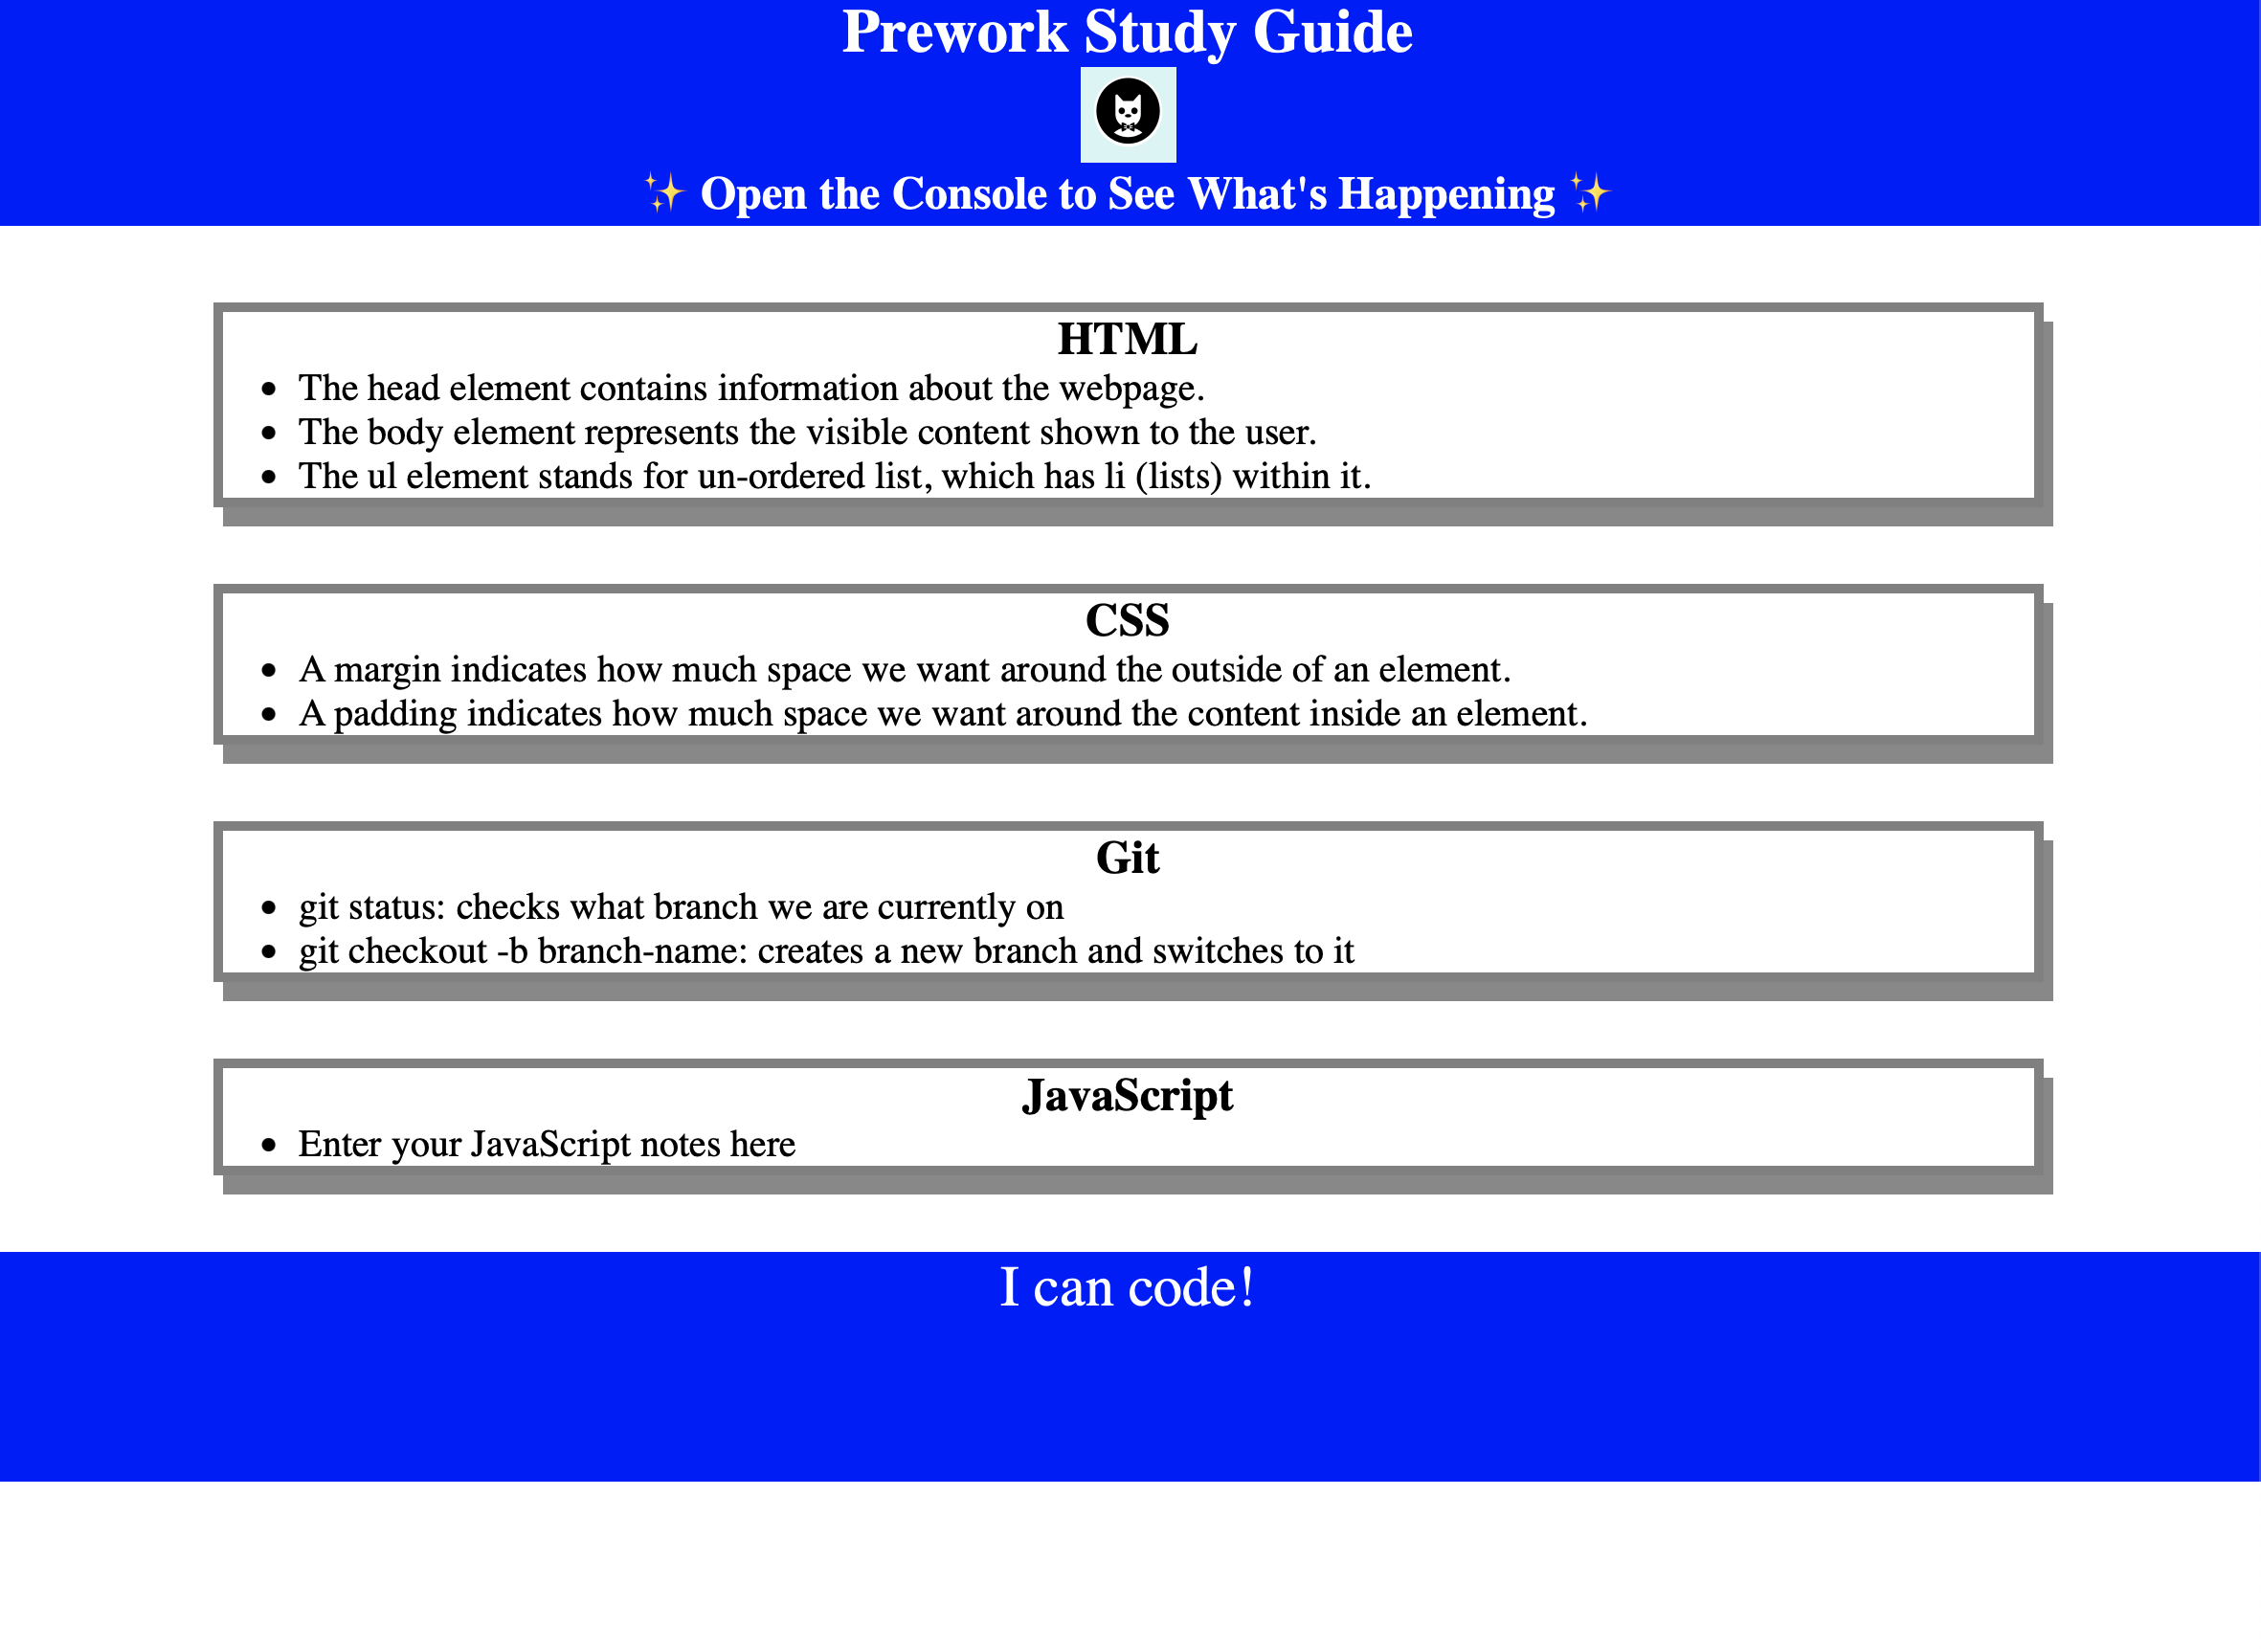 Prework Study Guide
✨ Open the Console to See What's Happening ✨
HTML
• The head element contains information about the webpage.
• The body element represents the visible content shown to the user.
• The ul element stands for un-ordered list, which has li (lists) within it.
CSS
• A margin indicates how much space we want around the outside of an element.
• A padding indicates how much space we want around the content inside an element.
Git
• git status: checks what branch we are currently on
• git checkout -b branch-name: creates a new branch and switches to it
JavaScript
• Enter your JavaScript notes here
I can code!